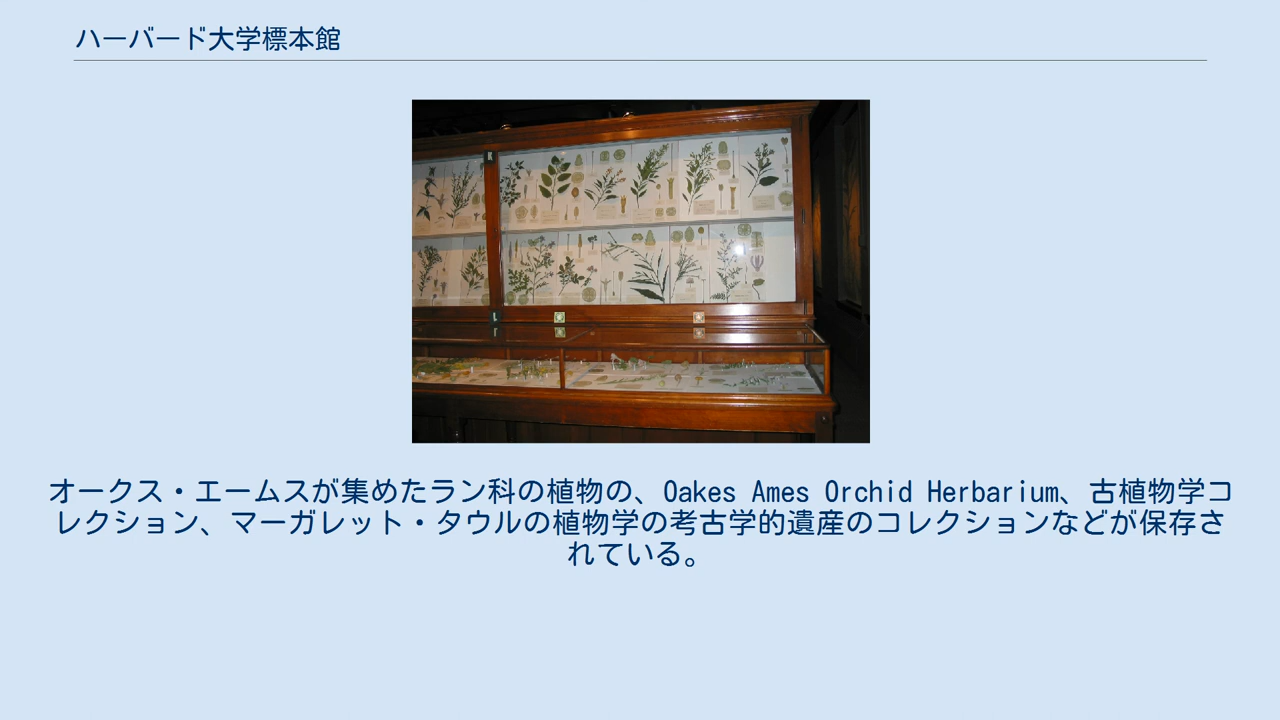 ハーバード大学標本館
オークス・エームスが集めたラン科の植物の、Oakes Ames Orchid Herbarium、古植物学コ
レクション、マーガレット・タウルの植物学の考古学的遺産のコレクションなどが保存さ
れている。